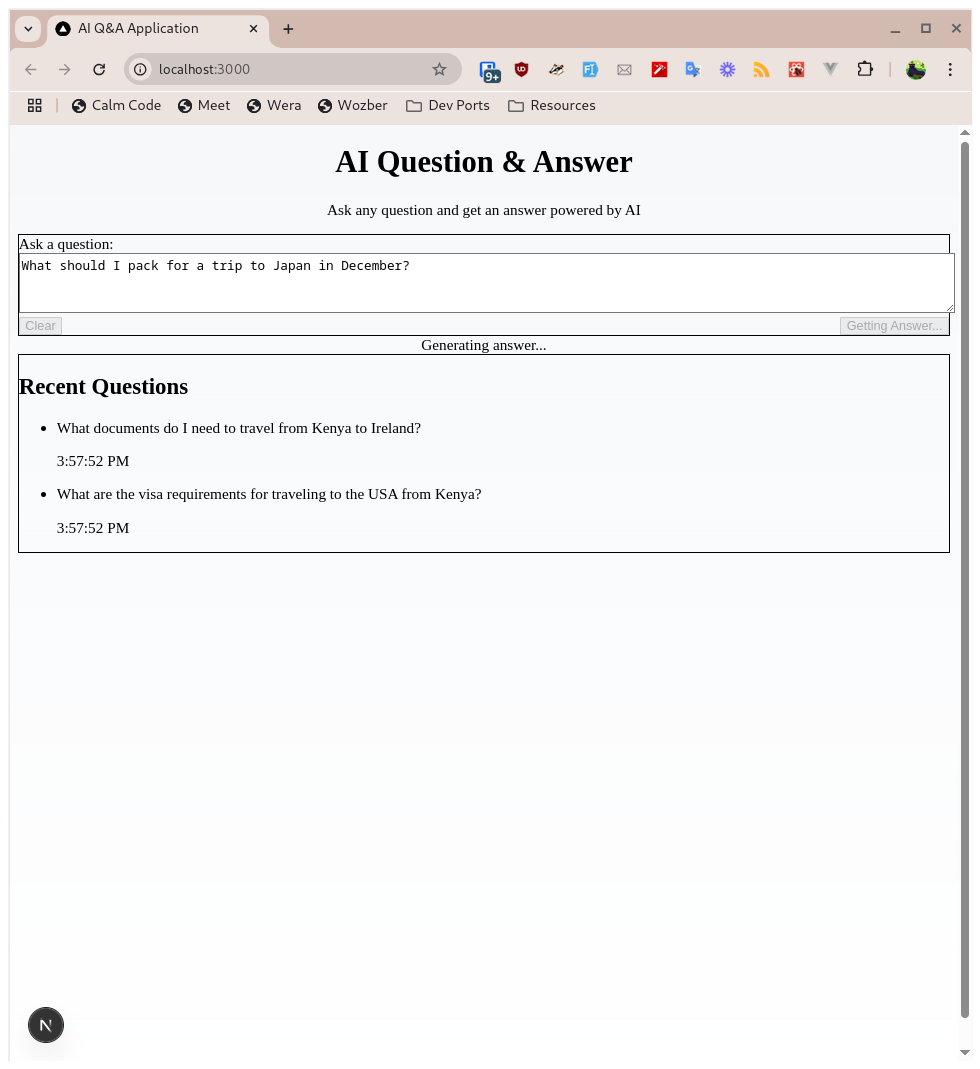 AI Q&A Application
localhost:3000
9+
Calm Code Meet Wera Wozber Dev Ports Resources
AI Question & Answer
Ask any question and get an answer powered by AI
Ask a question:
What should I pack for a trip to Japan in December?
Clear Getting Answer...
Generating answer...
Recent Questions
What documents do I need to travel from Kenya to Ireland?
3:57:52 PM
What are the visa requirements for traveling to the USA from Kenya?
3:57:52 PM
N